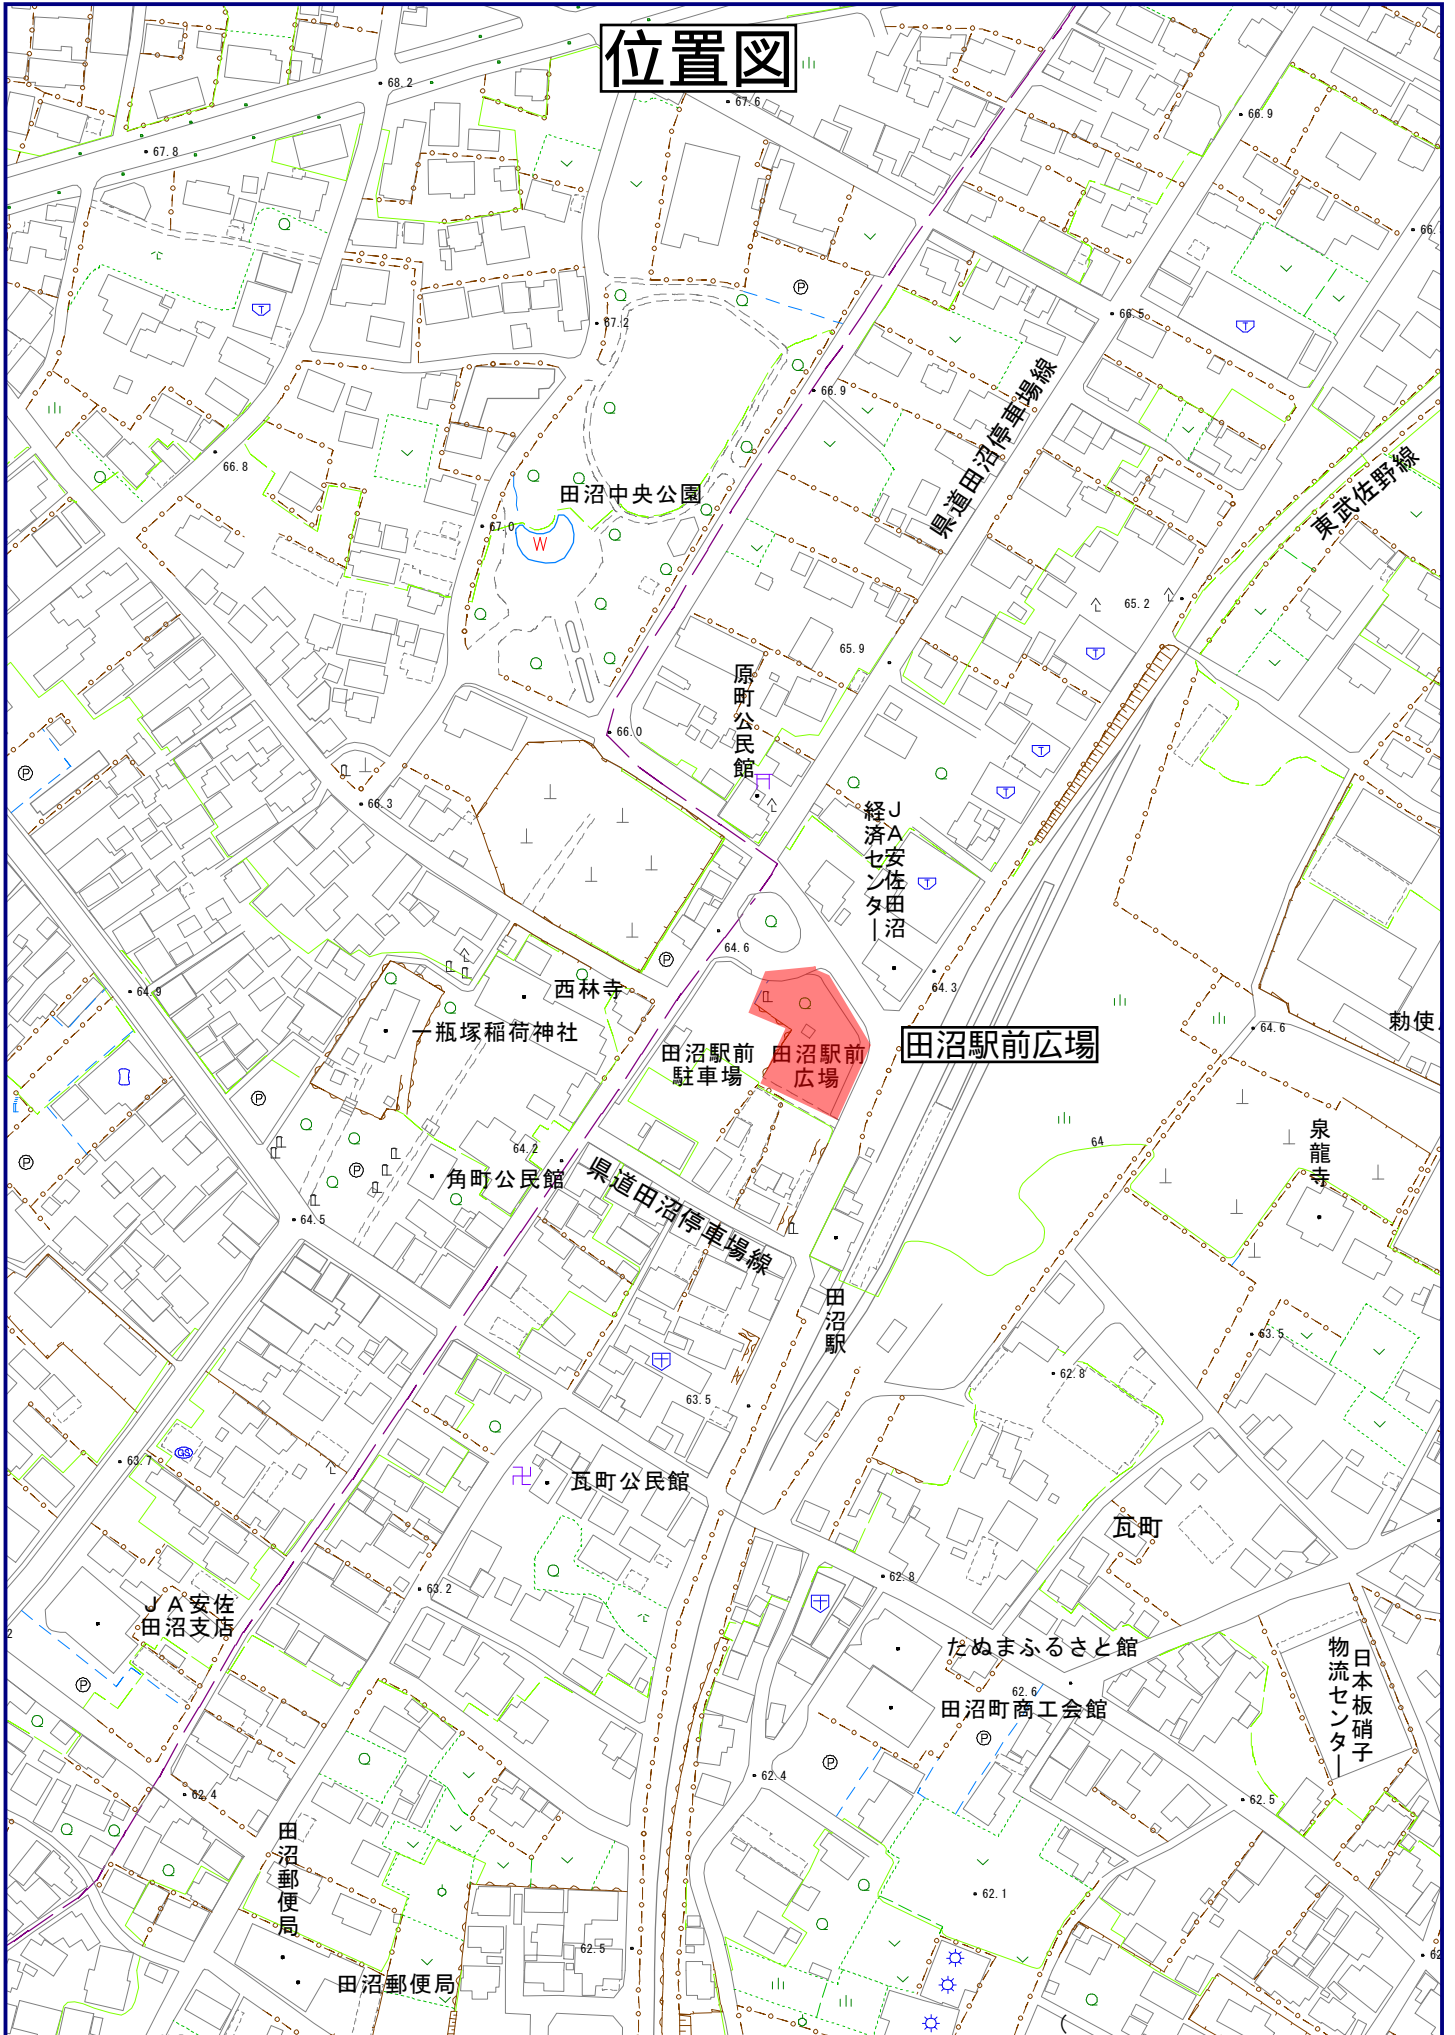 位置図
68.2
67.6
66.9
67.8
66.
66.5
67.2
66.9
県道田沼停車場線
66.8
東武佐野線
田沼中央公園
67.0
W
65.2
65.9
原町公民館
66.0
66.3
JA安佐田沼
経済センター
64.6
64.3
西林寺
64.9
一瓶塚稲荷神社
64.6
勅使
田沼駅前
駐車場
田沼駅前
広場
田沼駅前広場
泉龍寺
64
64.2
角町公民館
県道田沼停車場線
64.5
田沼駅
63.5
62.8
63.5
GS
63.7
瓦町公民館
瓦町
62.8
63.2
JA安佐
田沼支店
2
たぬまふるさと館
日本板硝子
物流センター
62.6
田沼町商工会館
62.4
62.4
62.5
田沼郵便局
62.1
62.5
62
田沼郵便局